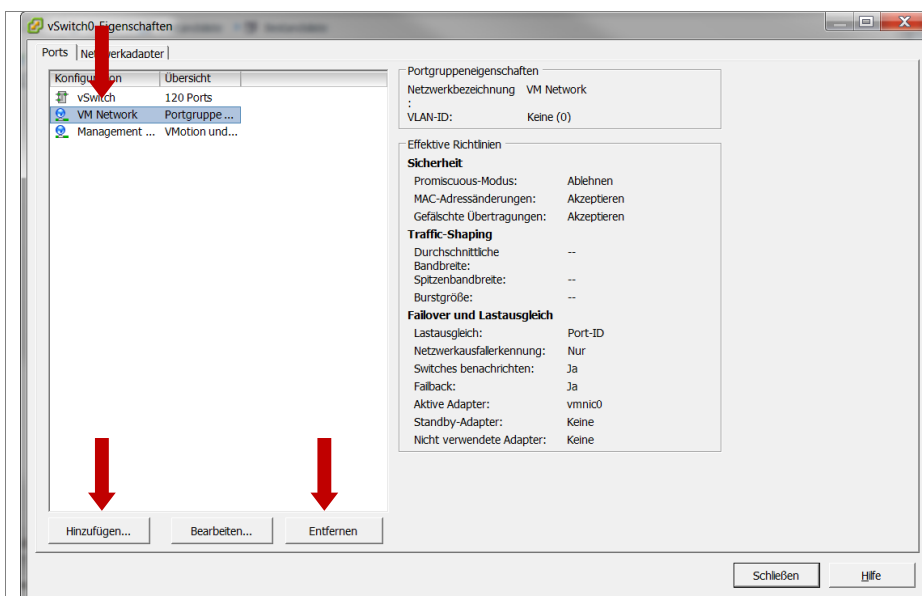 vSwitch0 Eigenschaften
Ports Netzwerkadapter
Konfiguration Übersicht
vSwitch 120 Ports
VM Network Portgruppe ...
Management ... VMotion und...
Hinzufügen... Bearbeiten... Entfernen
Portgruppeneigenschaften
Netzwerkbezeichnung VM Network
:
VLAN-ID: Keine (0)
Effektive Richtlinien
Sicherheit
Promiscuous-Modus: Ablehnen
MAC-Adressänderungen: Akzeptieren
Gefälschte Übertragungen: Akzeptieren
Traffic-Shaping
Durchschnittliche --
Bandbreite:
Spitzenbandbreite: --
Burstgröße: --
Failover und Lastausgleich
Lastausgleich: Port-ID
Netzwerkausfallerkennung: Nur
Switches benachrichten: Ja
Failback: Ja
Aktive Adapter: vmnic0
Standby-Adapter: Keine
Nicht verwendete Adapter: Keine
Schließen Hilfe